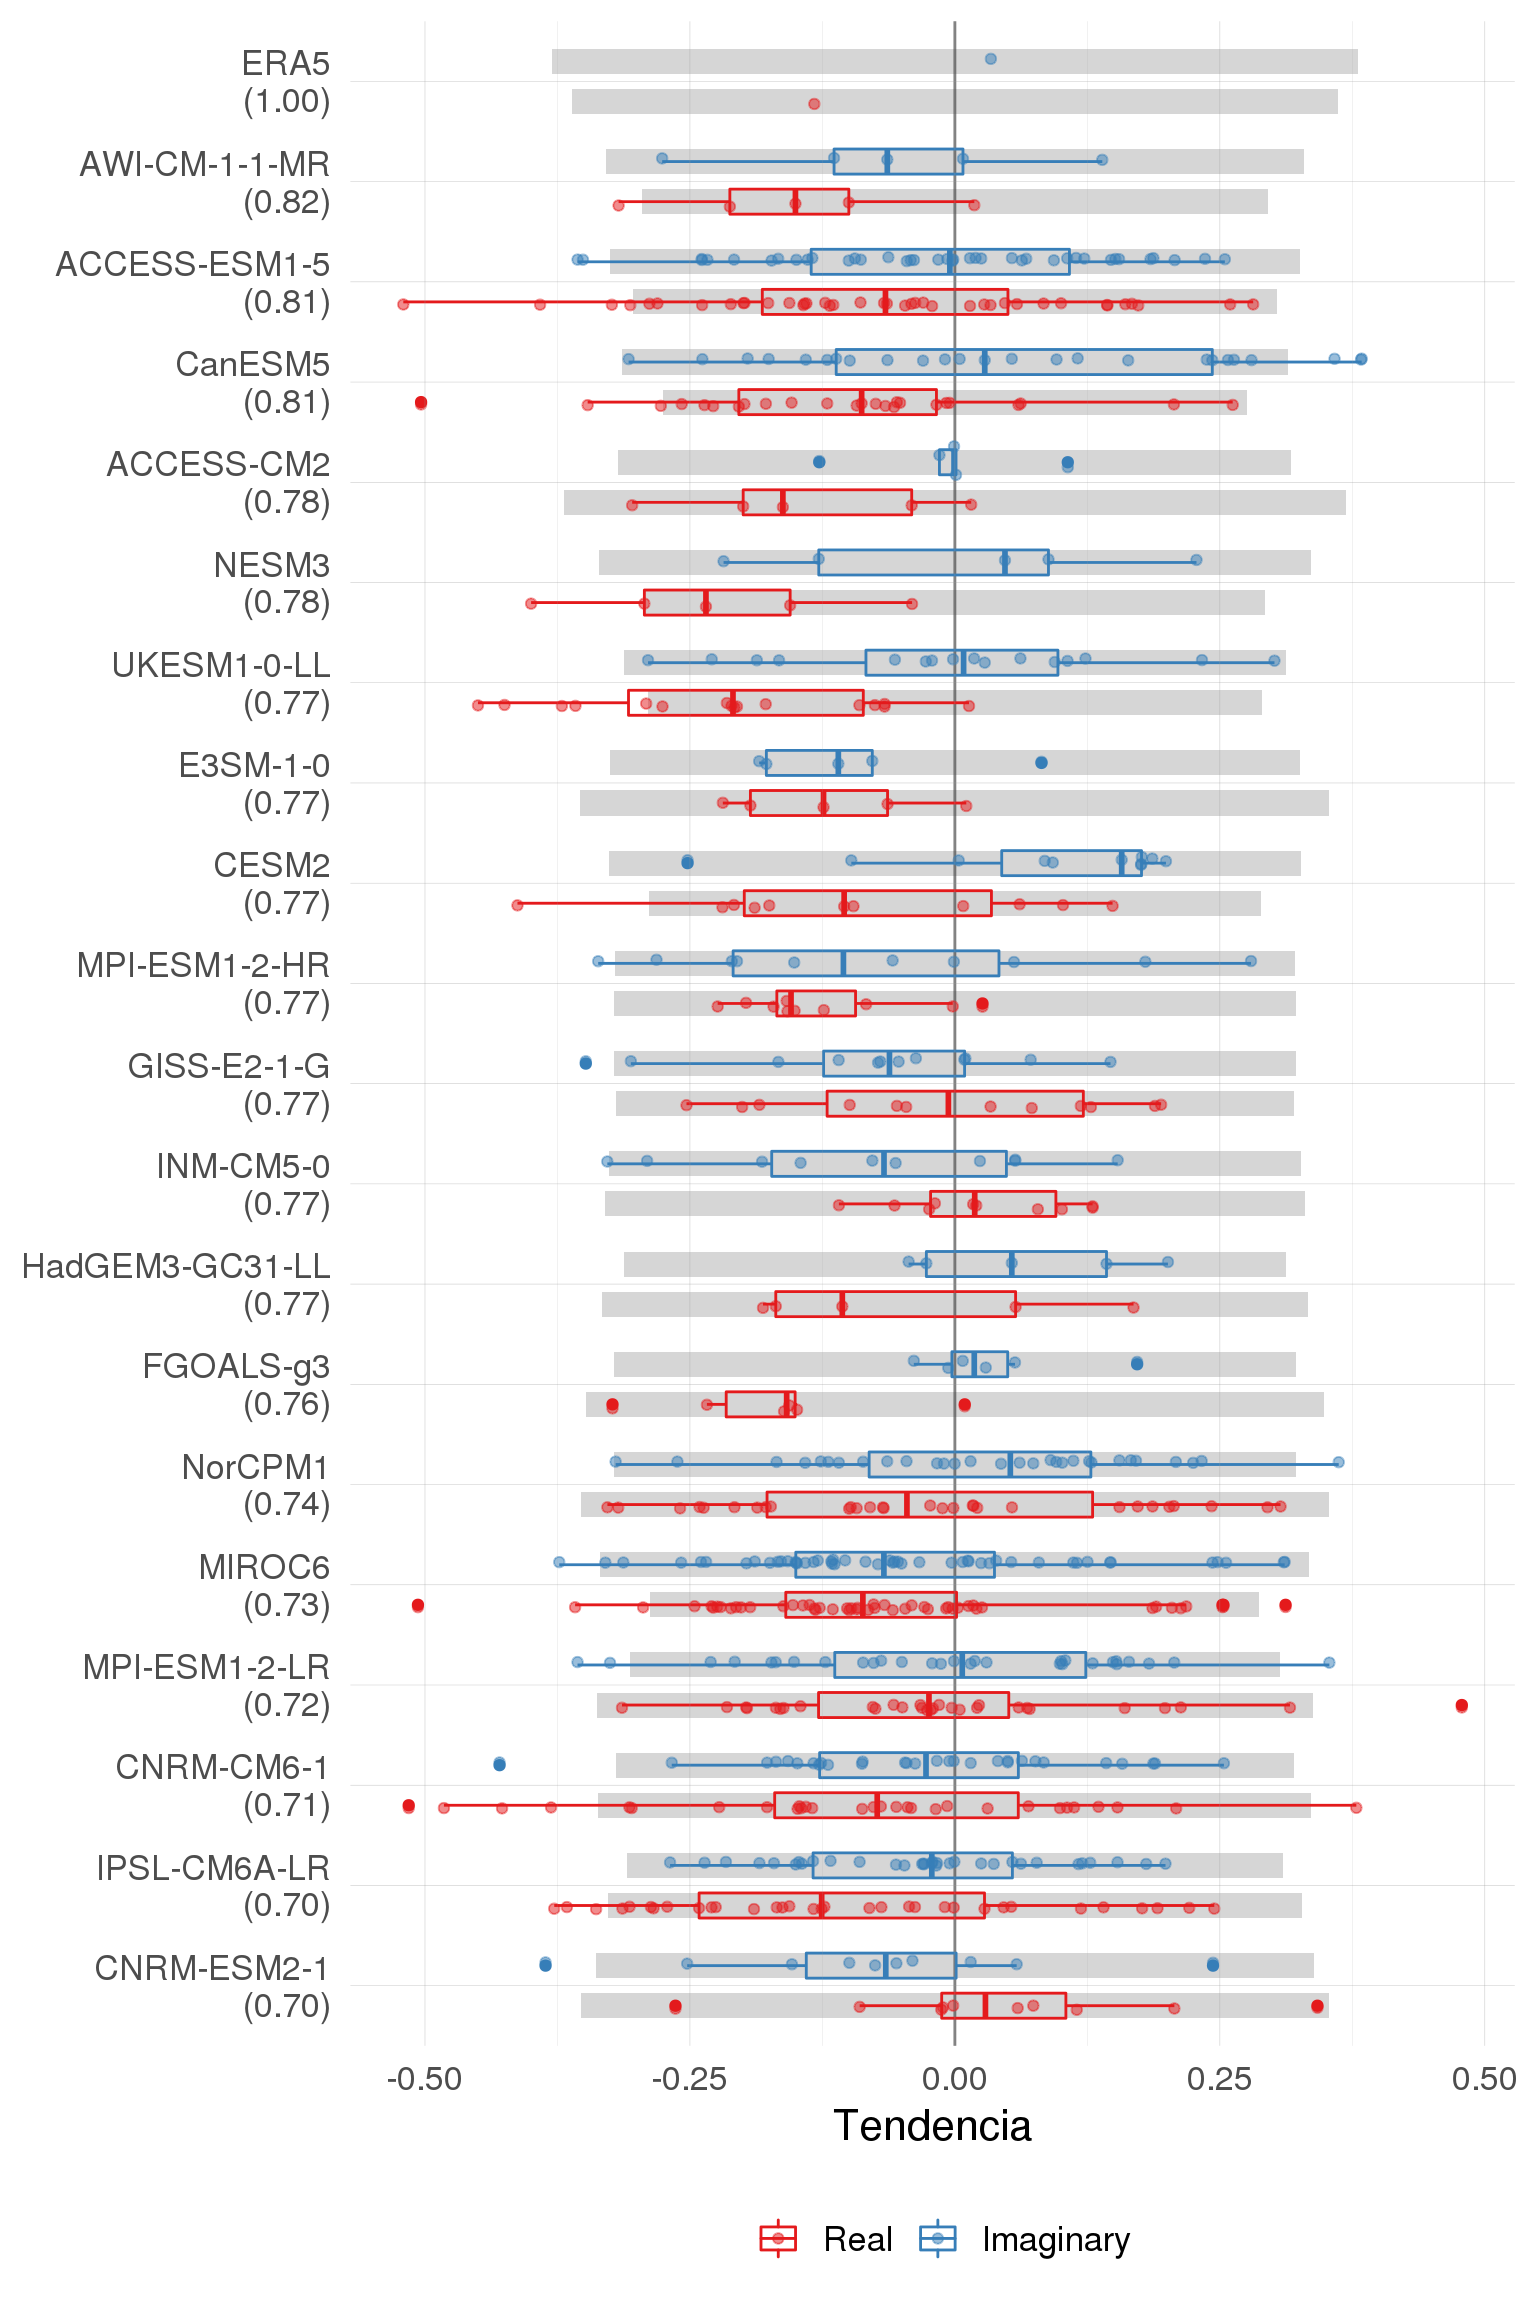 ERA5
(1.00)
AWI-CM-1-1-MR
(0.82)
ACCESS-ESM1-5
(0.81)
CanESM5
(0.81)
ACCESS-CM2
(0.78)
NESM3
(0.78)
UKESM1-0-LL
(0.77)
E3SM-1-0
(0.77)
CESM2
(0.77)
MPI-ESM1-2-HR
(0.77)
GISS-E2-1-G
(0.77)
INM-CM5-0
(0.77)
HadGEM3-GC31-LL
(0.77)
FGOALS-g3
(0.76)
NorCPM1
(0.74)
MIROC6
(0.73)
MPI-ESM1-2-LR
(0.72)
CNRM-CM6-1
(0.71)
IPSL-CM6A-LR
(0.70)
CNRM-ESM2-1
(0.70)
-0.50 -0.25 0.00 0.25 0.50
Tendencia
Real Imaginary